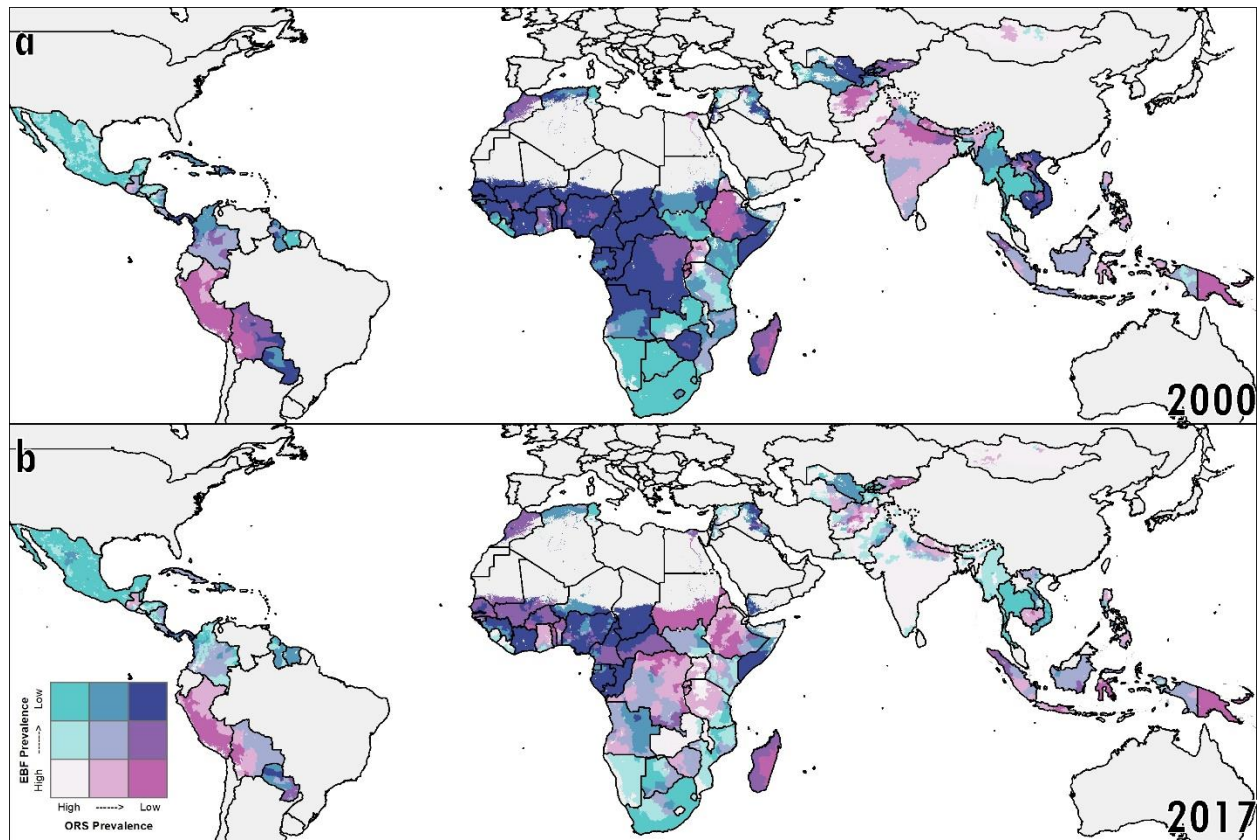 a
2000
b
EBF Prevalence
Low
------>
High
High ------> Low
ORS Prevalence
2017